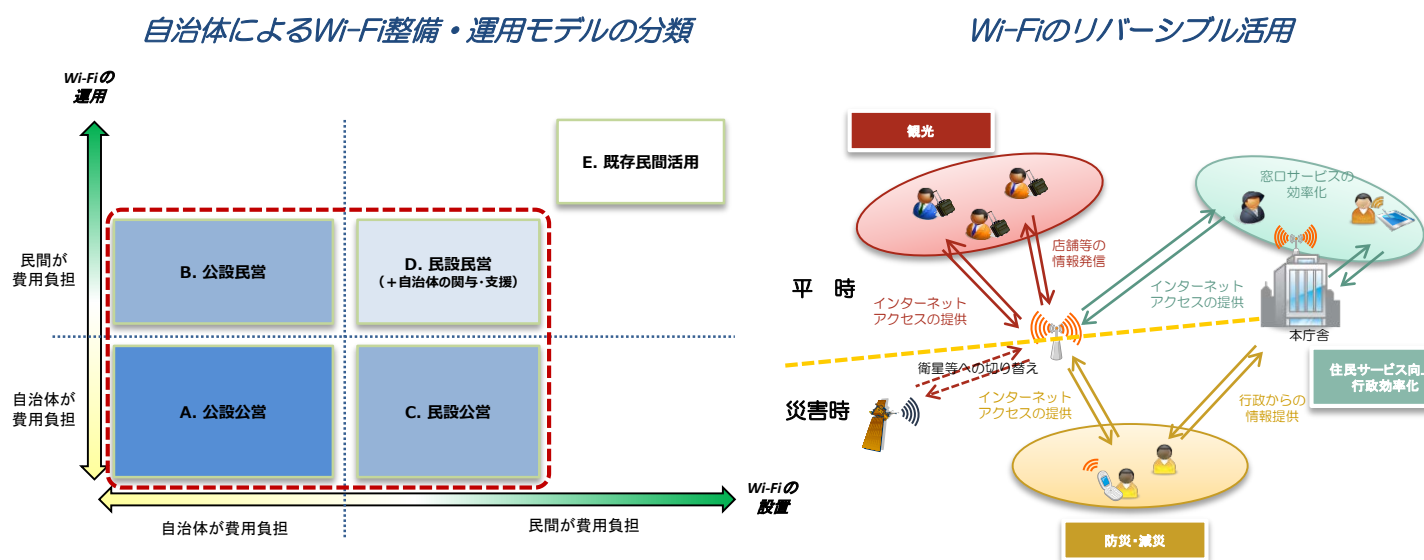 自治体によるWi-Fi整備・運用モデルの分類
Wi-Fiの
運用
E. 既存民間活用
民間が
費用負担
B. 公設民営
D. 民設民営
（＋自治体の関与・支援）
自治体が
費用負担
A. 公設公営
C. 民設公営
Wi-Fiの
設置
自治体が費用負担
民間が費用負担
Wi-Fiのリバーシブル活用
観光
窓口サービスの
効率化
店舗等の
情報発信
平　時
インターネット
アクセスの提供
インターネット
アクセスの提供
本庁舎
衛星等への切り替え
住民サービス向上
行政効率化
災害時
インターネット
アクセスの提供
行政からの
情報提供
防災・減災